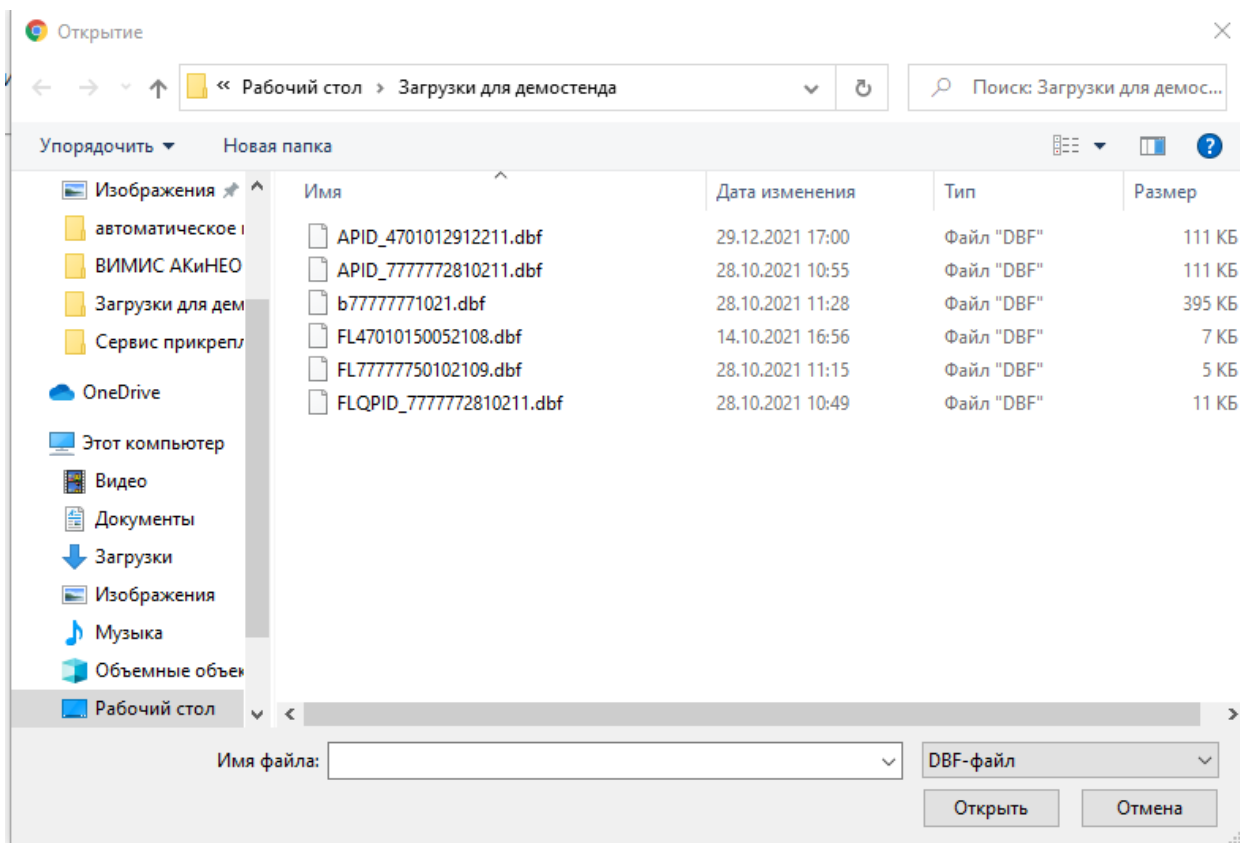 Открытие
« Рабочий стол › Загрузки для демостенда
Поиск: Загрузки для демос...
Упорядочить Новая папка
?
Изображения
автоматическое
ВИМИС АКиНЕО
Загрузки для дем
Сервис прикреп
OneDrive
Этот компьютер
Видео
Документы
Загрузки
Изображения
Музыка
Объемные объек
Рабочий стол
Имя Дата изменения Тип Размер
APID_4701012912211.dbf 29.12.2021 17:00 Файл "DBF" 111 КБ
APID_7777772810211.dbf 28.10.2021 10:55 Файл "DBF" 111 КБ
b77777771021.dbf 28.10.2021 11:28 Файл "DBF" 395 КБ
FL47010150052108.dbf 14.10.2021 16:56 Файл "DBF" 7 КБ
FL77777750102109.dbf 28.10.2021 11:15 Файл "DBF" 5 КБ
FLQPID_7777772810211.dbf 28.10.2021 10:49 Файл "DBF" 11 КБ
Имя файла: DBF-файл
Открыть Отмена